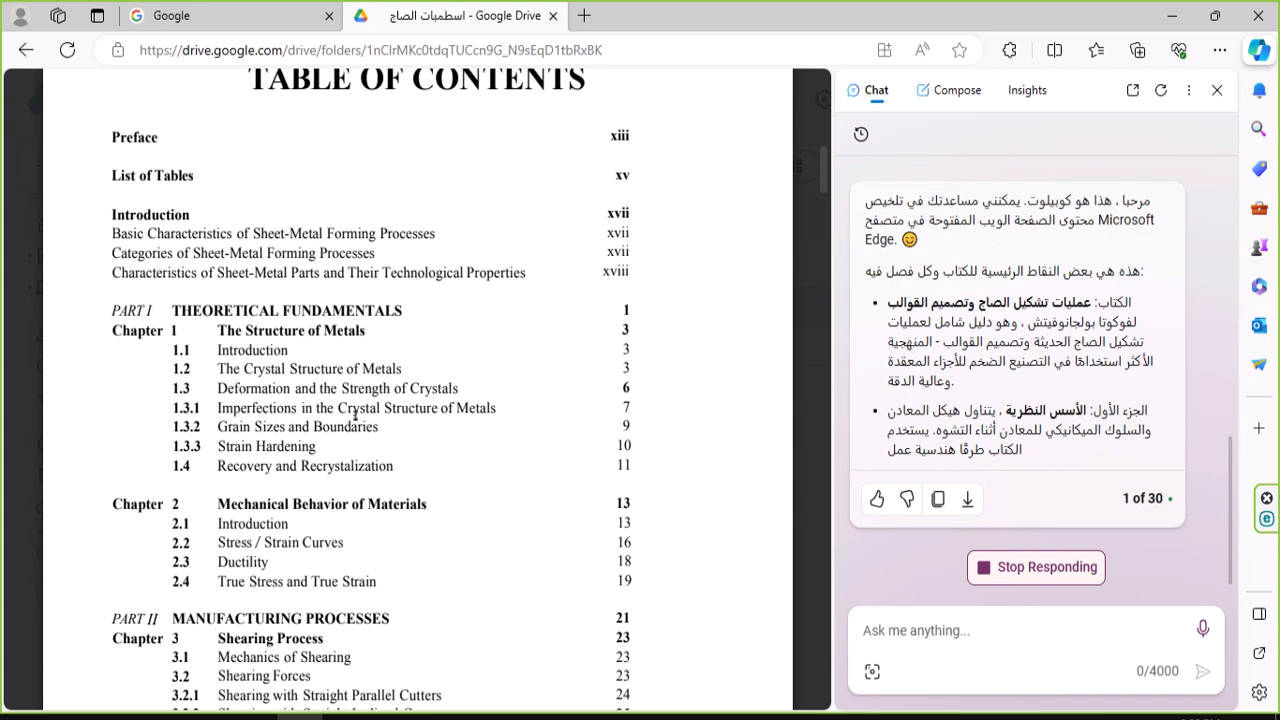 Google
اسطمبات الصاج - Google Drive
https://drive.google.com/drive/folders/1nClrMKc0tdqTUCcn9G_N9sEqD1tbRxBK
TABLE OF CONTENTS
Preface xiii
List of Tables xv
Introduction xvii
Basic Characteristics of Sheet-Metal Forming Processes xvii
Categories of Sheet-Metal Forming Processes xvii
Characteristics of Sheet-Metal Parts and Their Technological Properties xviii
PART I THEORETICAL FUNDAMENTALS 1
Chapter 1 The Structure of Metals 3
1.1 Introduction 3
1.2 The Crystal Structure of Metals 3
1.3 Deformation and the Strength of Crystals 6
1.3.1 Imperfections in the Crystal Structure of Metals 7
1.3.2 Grain Sizes and Boundaries 9
1.3.3 Strain Hardening 10
1.4 Recovery and Recrystalization 11
Chapter 2 Mechanical Behavior of Materials 13
2.1 Introduction 13
2.2 Stress / Strain Curves 16
2.3 Ductility 18
2.4 True Stress and True Strain 19
PART II MANUFACTURING PROCESSES 21
Chapter 3 Shearing Process 23
3.1 Mechanics of Shearing 23
3.2 Shearing Forces 23
3.2.1 Shearing with Straight Parallel Cutters 24
Chat Compose Insights
مرحبا ، هذا هو كوبيلوت. يمكنني مساعدتك في تلخيص
محتوى الصفحة الويب المفتوحة في متصفح Microsoft
Edge. 😊
هذه هي بعض النقاط الرئيسية للكتاب وكل فصل فيه:
• الكتاب: عمليات تشكيل الصاج وتصميم القوالب
لفوكوتا بولجانوفيتش ، وهو دليل شامل لعمليات
تشكيل الصاج الحديثة وتصميم القوالب - المنهجية
الأكثر استخدامًا في التصنيع الضخم للأجزاء المعقدة
وعالية الدقة.
• الجزء الأول: الأسس النظرية ، يتناول هيكل المعادن
والسلوك الميكانيكي للمعادن أثناء التشوه. يستخدم
الكتاب طرقًا هندسية عمل
1 of 30
Stop Responding
Ask me anything...
0/4000